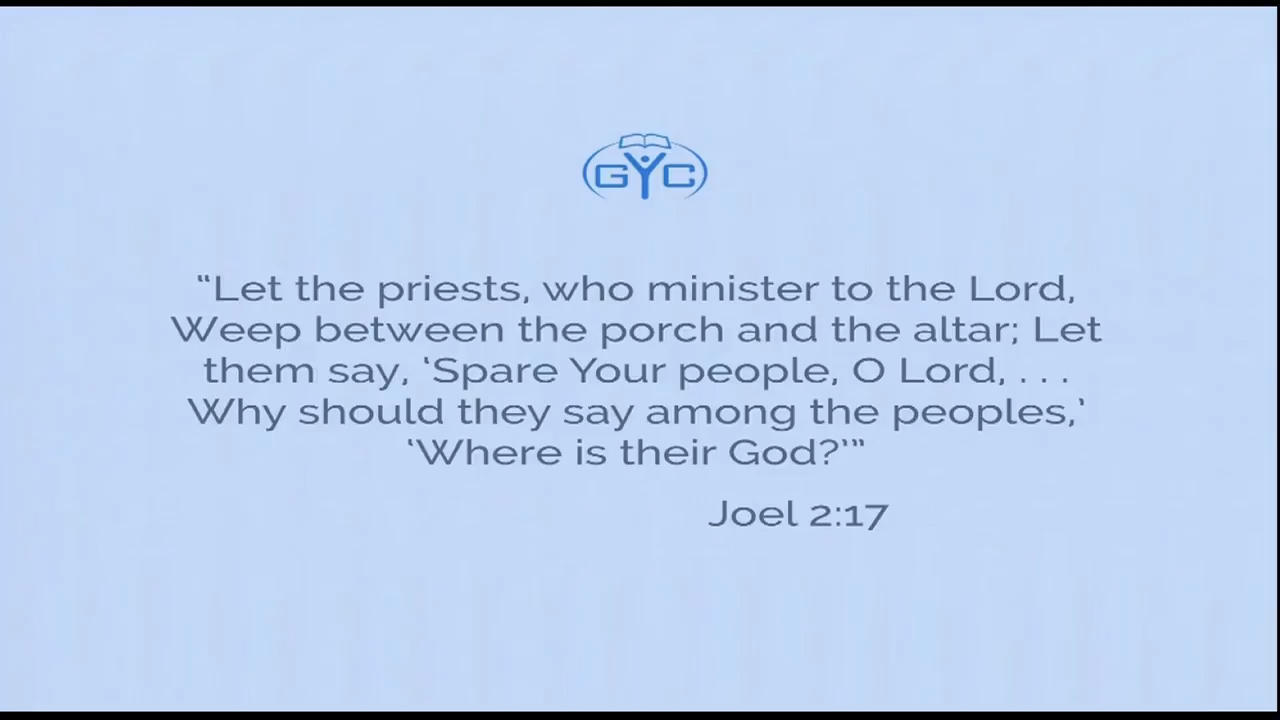 GYC
“Let the priests, who minister to the Lord,
Weep between the porch and the altar; Let
them say, ‘Spare Your people, O Lord, . . .
Why should they say among the peoples,’
‘Where is their God?’”
Joel 2:17